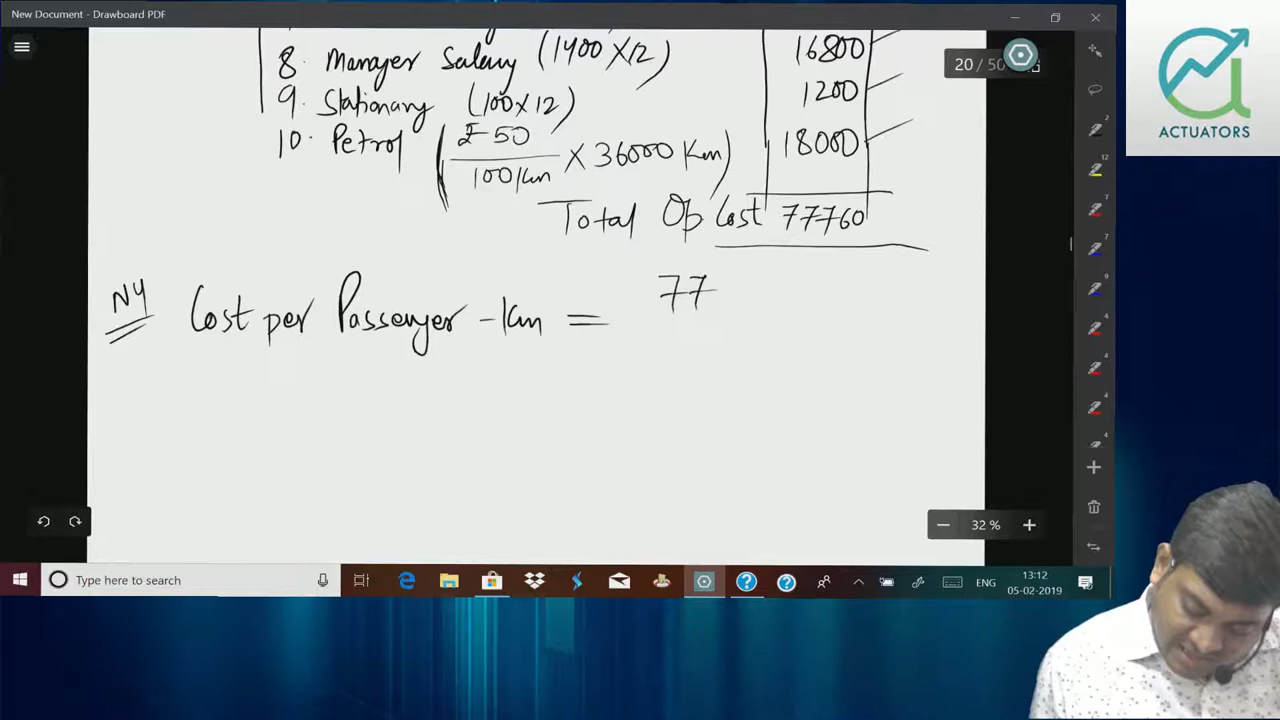 New Document - Drawboard PDF
8. Manager Salary (1400 X 12) 16800
20 / 50
9. Stationary (100 X 12) 1200
10. Petrol (₹ 50 / 100 Km X 36000 Km) 18000
Total Op Cost 77760
Cost per Passenger - Km = 77
ACTUATORS
32 %
Type here to search
ENG
13:12
05-02-2019